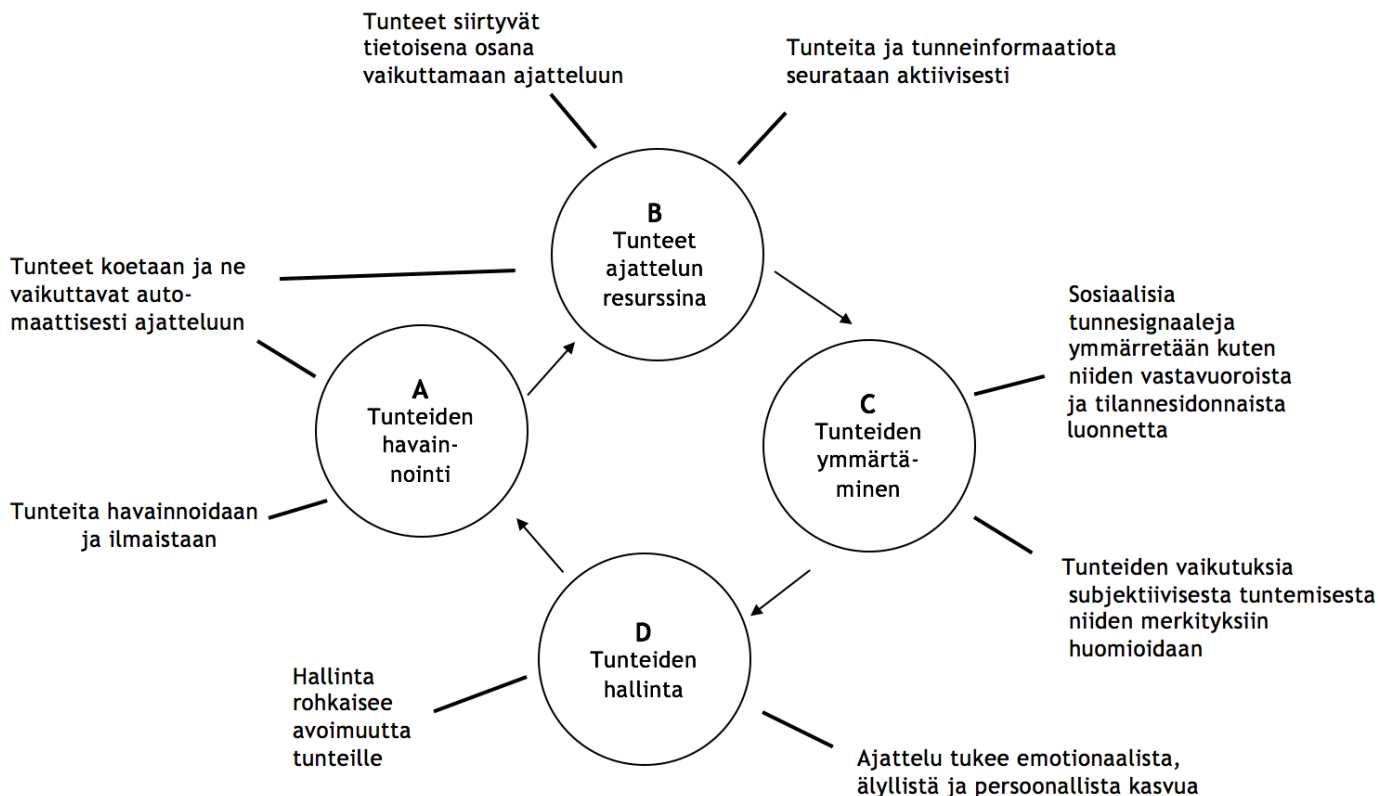 Tunteet siirtyvät
tietoisena osana
vaikuttamaan ajatteluun
Tunteita ja tunneinformaatiota
seurataan aktiivisesti
B
Tunteet
ajattelun
resurssina
Tunteet koetaan ja ne
vaikuttavat auto-
maattisesti ajatteluun
Sosiaalisia
tunnesignaaleja
ymmärretään kuten
niiden vastavuoroista
ja tilannesidonnaista
luonnetta
A
Tunteiden
havain-
nointi
C
Tunteiden
ymmärtä-
minen
Tunteita havainnoidaan
ja ilmaistaan
Tunteiden vaikutuksia
subjektiivisesta tuntemisesta
niiden merkityksiin
huomioidaan
D
Tunteiden
hallinta
Hallinta
rohkaisee
avoimuutta
tunteille
Ajattelu tukee emotionaalista,
älyllistä ja persoonallista kasvua